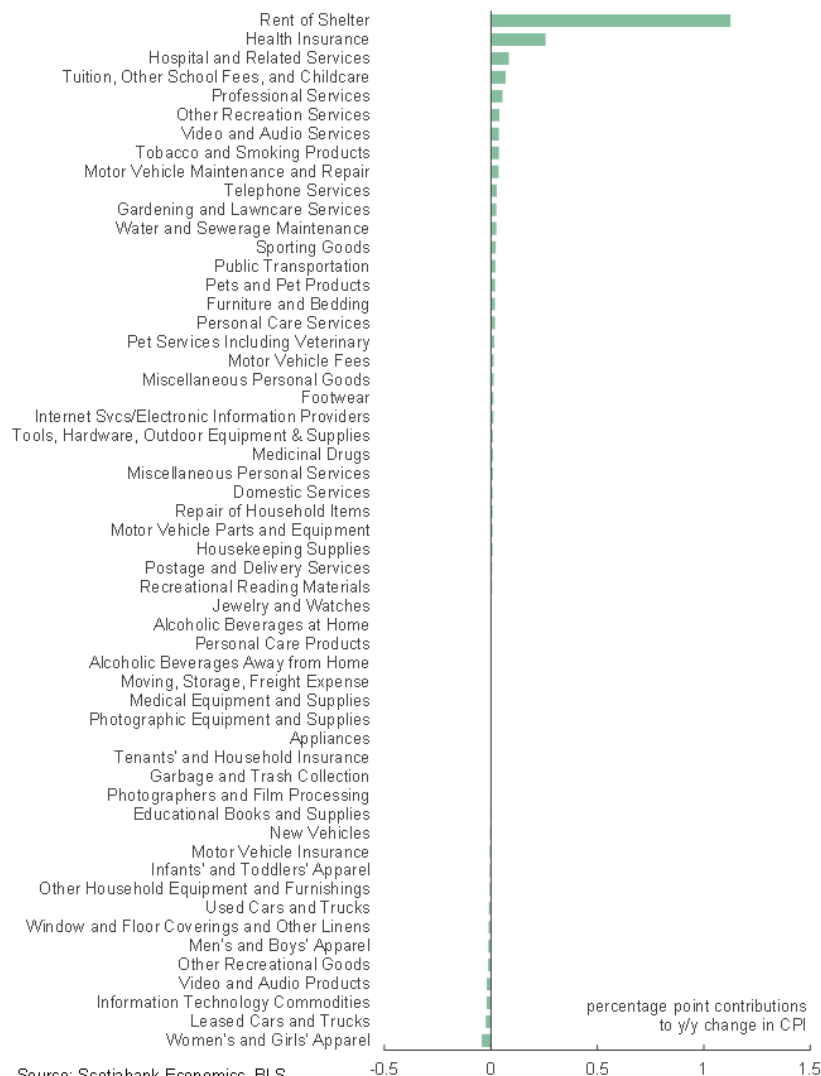 Rent of Shelter
Health Insurance
Hospital and Related Services
Tuition, Other School Fees, and Childcare
Professional Services
Other Recreation Services
Video and Audio Services
Tobacco and Smoking Products
Motor Vehicle Maintenance and Repair
Telephone Services
Gardening and Lawncare Services
Water and Sewerage Maintenance
Sporting Goods
Public Transportation
Pets and Pet Products
Furniture and Bedding
Personal Care Services
Pet Services Including Veterinary
Motor Vehicle Fees
Miscellaneous Personal Goods
Footwear
Internet Svcs/Electronic Information Providers
Tools, Hardware, Outdoor Equipment & Supplies
Medicinal Drugs
Miscellaneous Personal Services
Domestic Services
Repair of Household Items
Motor Vehicle Parts and Equipment
Housekeeping Supplies
Postage and Delivery Services
Recreational Reading Materials
Jewelry and Watches
Alcoholic Beverages at Home
Personal Care Products
Alcoholic Beverages Away from Home
Moving, Storage, Freight Expense
Medical Equipment and Supplies
Photographic Equipment and Supplies
Appliances
Tenants' and Household Insurance
Garbage and Trash Collection
Photographers and Film Processing
Educational Books and Supplies
New Vehicles
Motor Vehicle Insurance
Infants' and Toddlers' Apparel
Other Household Equipment and Furnishings
Used Cars and Trucks
Window and Floor Coverings and Other Linens
Men's and Boys' Apparel
Other Recreational Goods
Video and Audio Products
Information Technology Commodities
Leased Cars and Trucks
Women's and Girls' Apparel
percentage point contributions
to y/y change in CPI
-0.5 0 0.5 1 1.5
Source: Scotiabank Economics, BLS